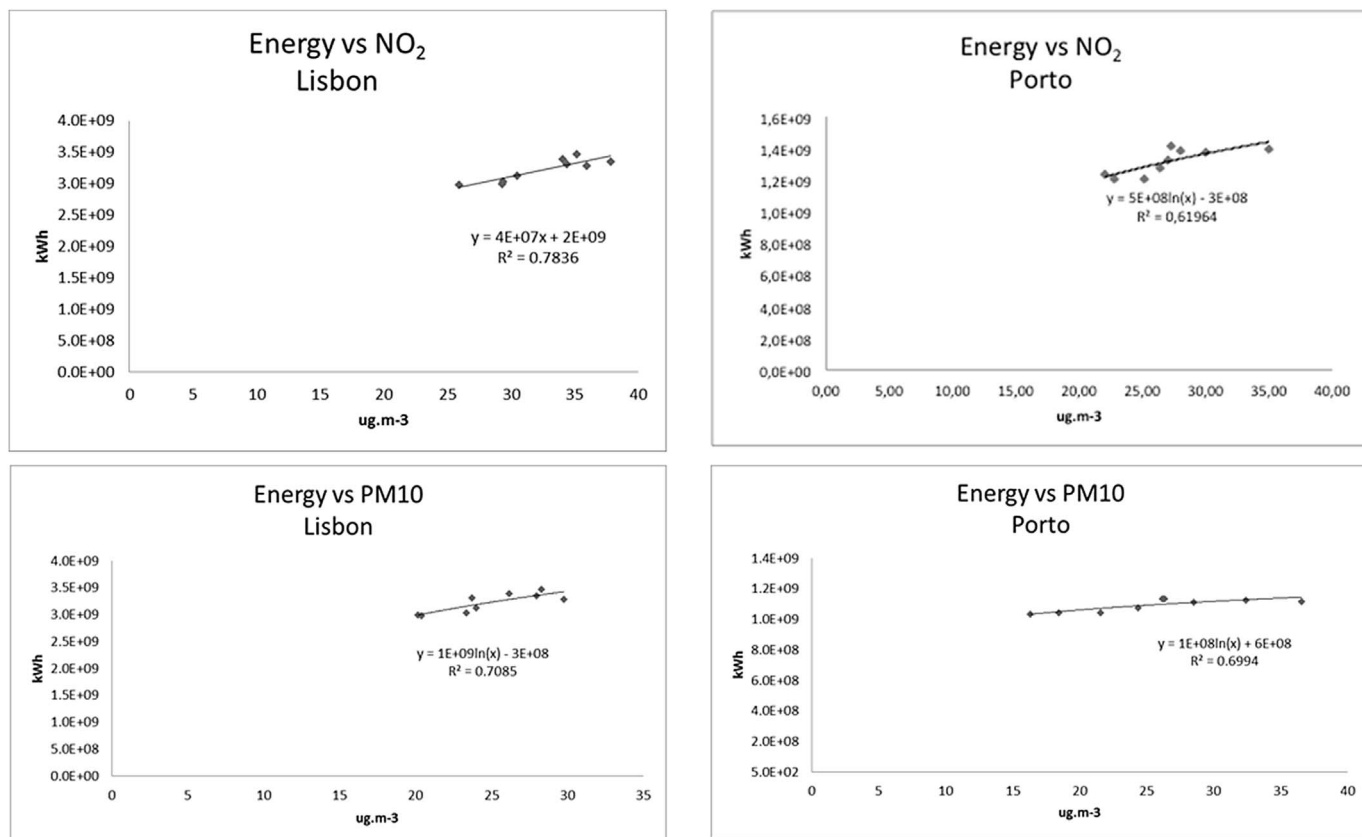 Energy vs NO₂
Lisbon
kWh
4.0E+09
3.5E+09
3.0E+09
2.5E+09
2.0E+09
1.5E+09
1.0E+09
5.0E+08
0.0E+00
y = 4E+07x + 2E+09
R² = 0.7836
0 5 10 15 20 25 30 35 40
ug.m-3
Energy vs NO₂
Porto
kWh
1,6E+09
1,4E+09
1,2E+09
1,0E+09
8,0E+08
6,0E+08
4,0E+08
2,0E+08
0,0E+00
y = 5E+08ln(x) - 3E+08
R² = 0,61964
0,00 5,00 10,00 15,00 20,00 25,00 30,00 35,00 40,00
ug.m-3
Energy vs PM10
Lisbon
kWh
4.0E+09
3.5E+09
3.0E+09
2.5E+09
2.0E+09
1.5E+09
1.0E+09
5.0E+08
0.0E+00
y = 1E+09ln(x) - 3E+08
R² = 0.7085
0 5 10 15 20 25 30 35
ug.m-3
Energy vs PM10
Porto
kWh
1.4E+09
1.2E+09
1.0E+09
8.0E+08
6.0E+08
4.0E+08
2.0E+08
5.0E+02
y = 1E+08ln(x) + 6E+08
R² = 0.6994
0 5 10 15 20 25 30 35 40
ug.m-3